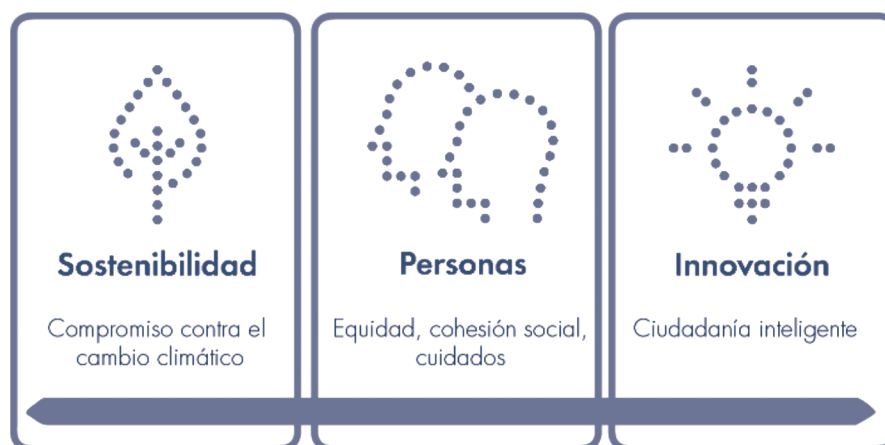 Sostenibilidad
Compromiso contra el
cambio climático
Personas
Equidad, cohesión social,
cuidados
Innovación
Ciudadanía inteligente